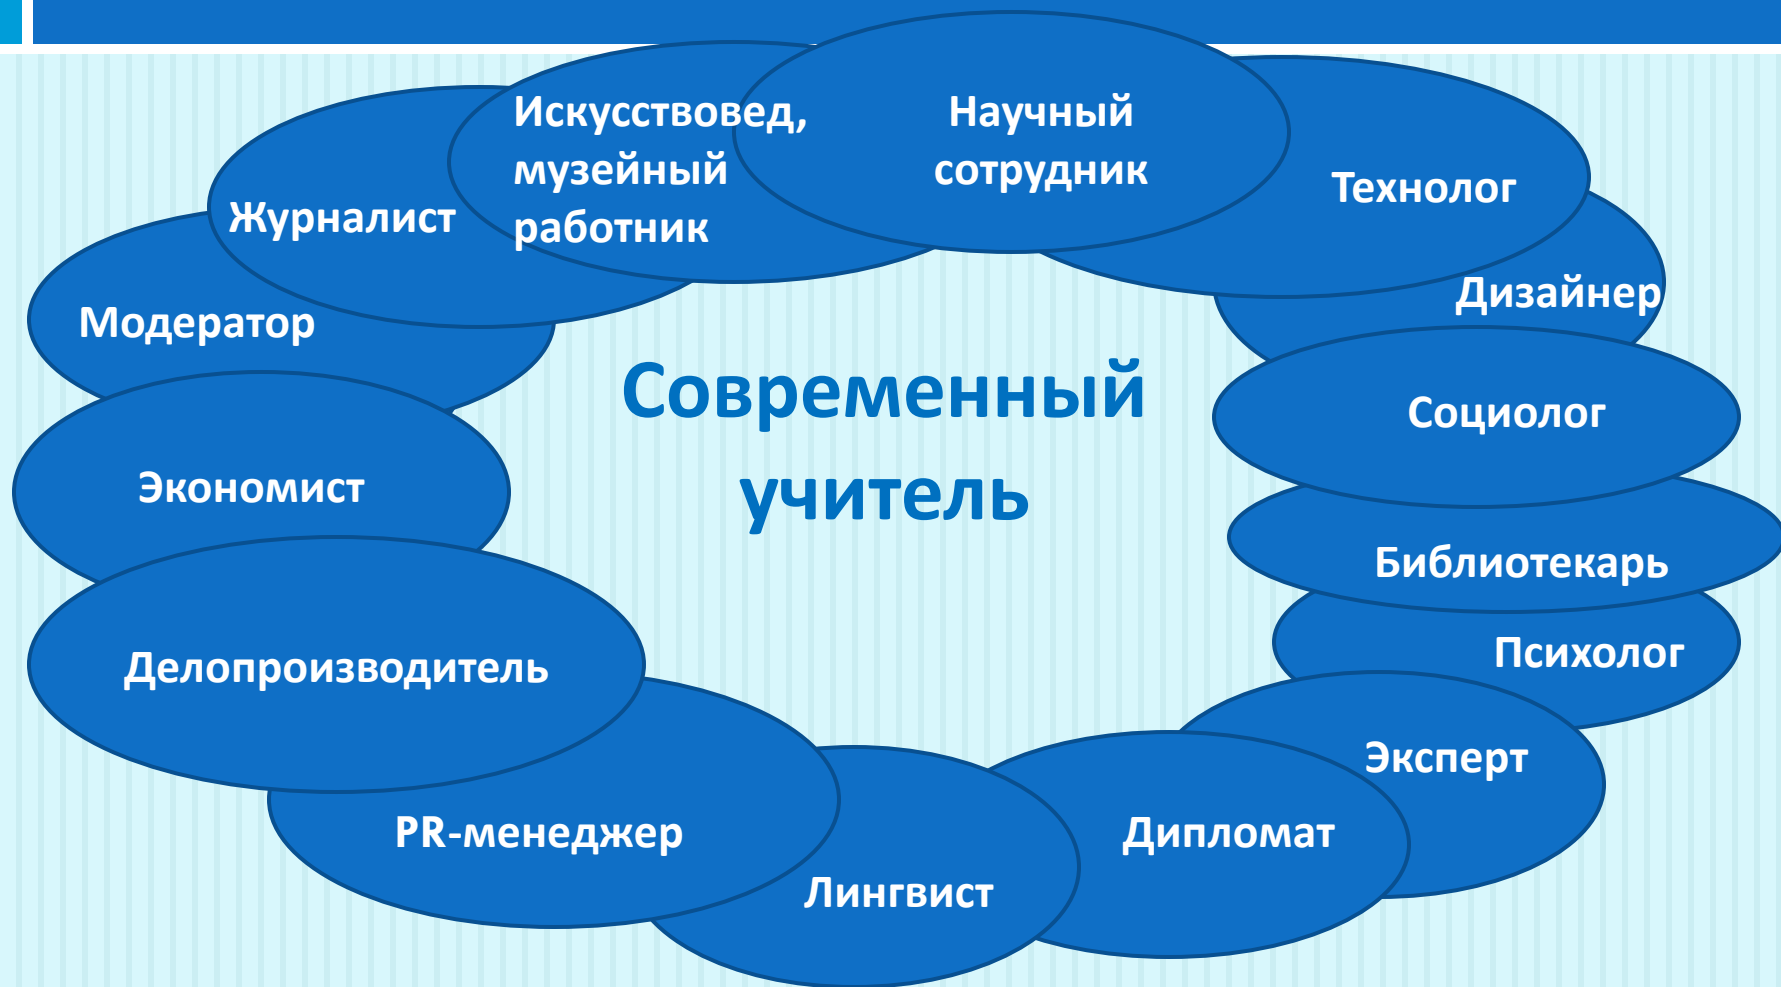 Искусствовед,
музейный
работник
Научный
сотрудник
Технолог
Журналист
Дизайнер
Модератор
Современный
учитель
Социолог
Экономист
Библиотекарь
Психолог
Делопроизводитель
Эксперт
PR-менеджер
Дипломат
Лингвист